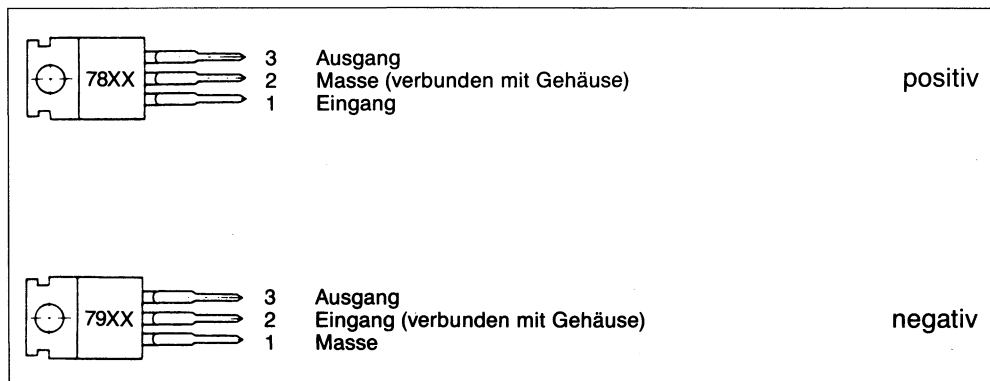 3 Ausgang
78XX 2 Masse (verbunden mit Gehäuse) positiv
1 Eingang
3 Ausgang
79XX 2 Eingang (verbunden mit Gehäuse) negativ
1 Masse